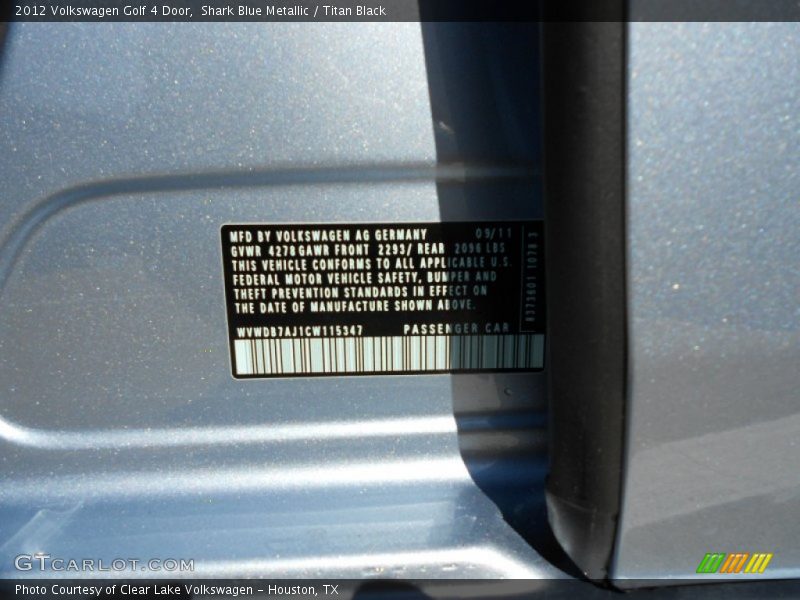 2012 Volkswagen Golf 4 Door, Shark Blue Metallic / Titan Black
MFD BY VOLKSWAGEN AG GERMANY 09/11
GVWR 4278 GAWR FRONT 2293/ REAR 2096 LBS
THIS VEHICLE CONFORMS TO ALL APPLICABLE U.S.
FEDERAL MOTOR VEHICLE SAFETY, BUMPER AND
THEFT PREVENTION STANDARDS IN EFFECT ON
THE DATE OF MANUFACTURE SHOWN ABOVE.
WVWDB7AJ1CW115347 PASSENGER CAR
8373601 1078 3
GTCARLOT.COM
Photo Courtesy of Clear Lake Volkswagen - Houston, TX